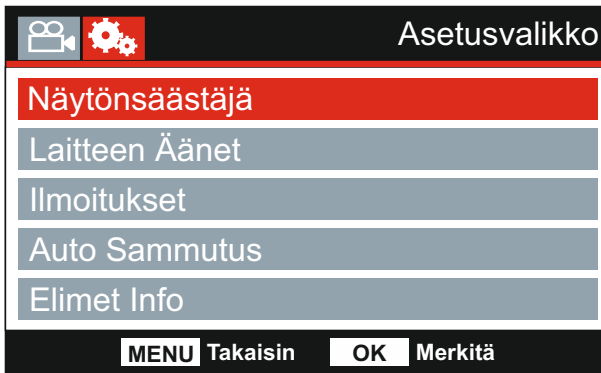 Asetusvalikko
Näytönsäästäjä
Laitteen Äänet
Ilmoitukset
Auto Sammutus
Elimet Info
MENU Takaisin OK Merkitä